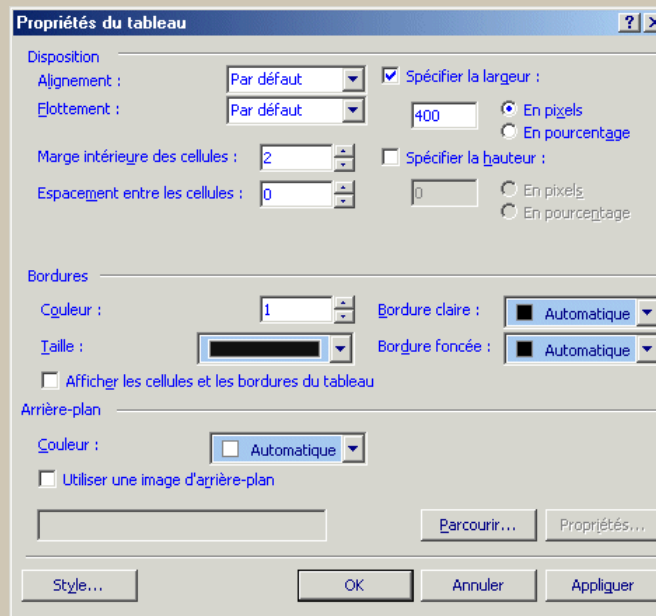 Propriétés du tableau
Disposition
Alignement : Par défaut Spécifier la largeur :
Flottement : Par défaut 400 En pixels
En pourcentage
Marge intérieure des cellules : 2 Spécifier la hauteur :
Espacement entre les cellules : 0 0 En pixels
En pourcentage
Bordures
Couleur : 1 Bordure claire : Automatique
Taille : Bordure foncée : Automatique
Afficher les cellules et les bordures du tableau
Arrière-plan
Couleur : Automatique
Utiliser une image d'arrière-plan
Parcourir... Propriétés...
Style... OK Annuler Appliquer